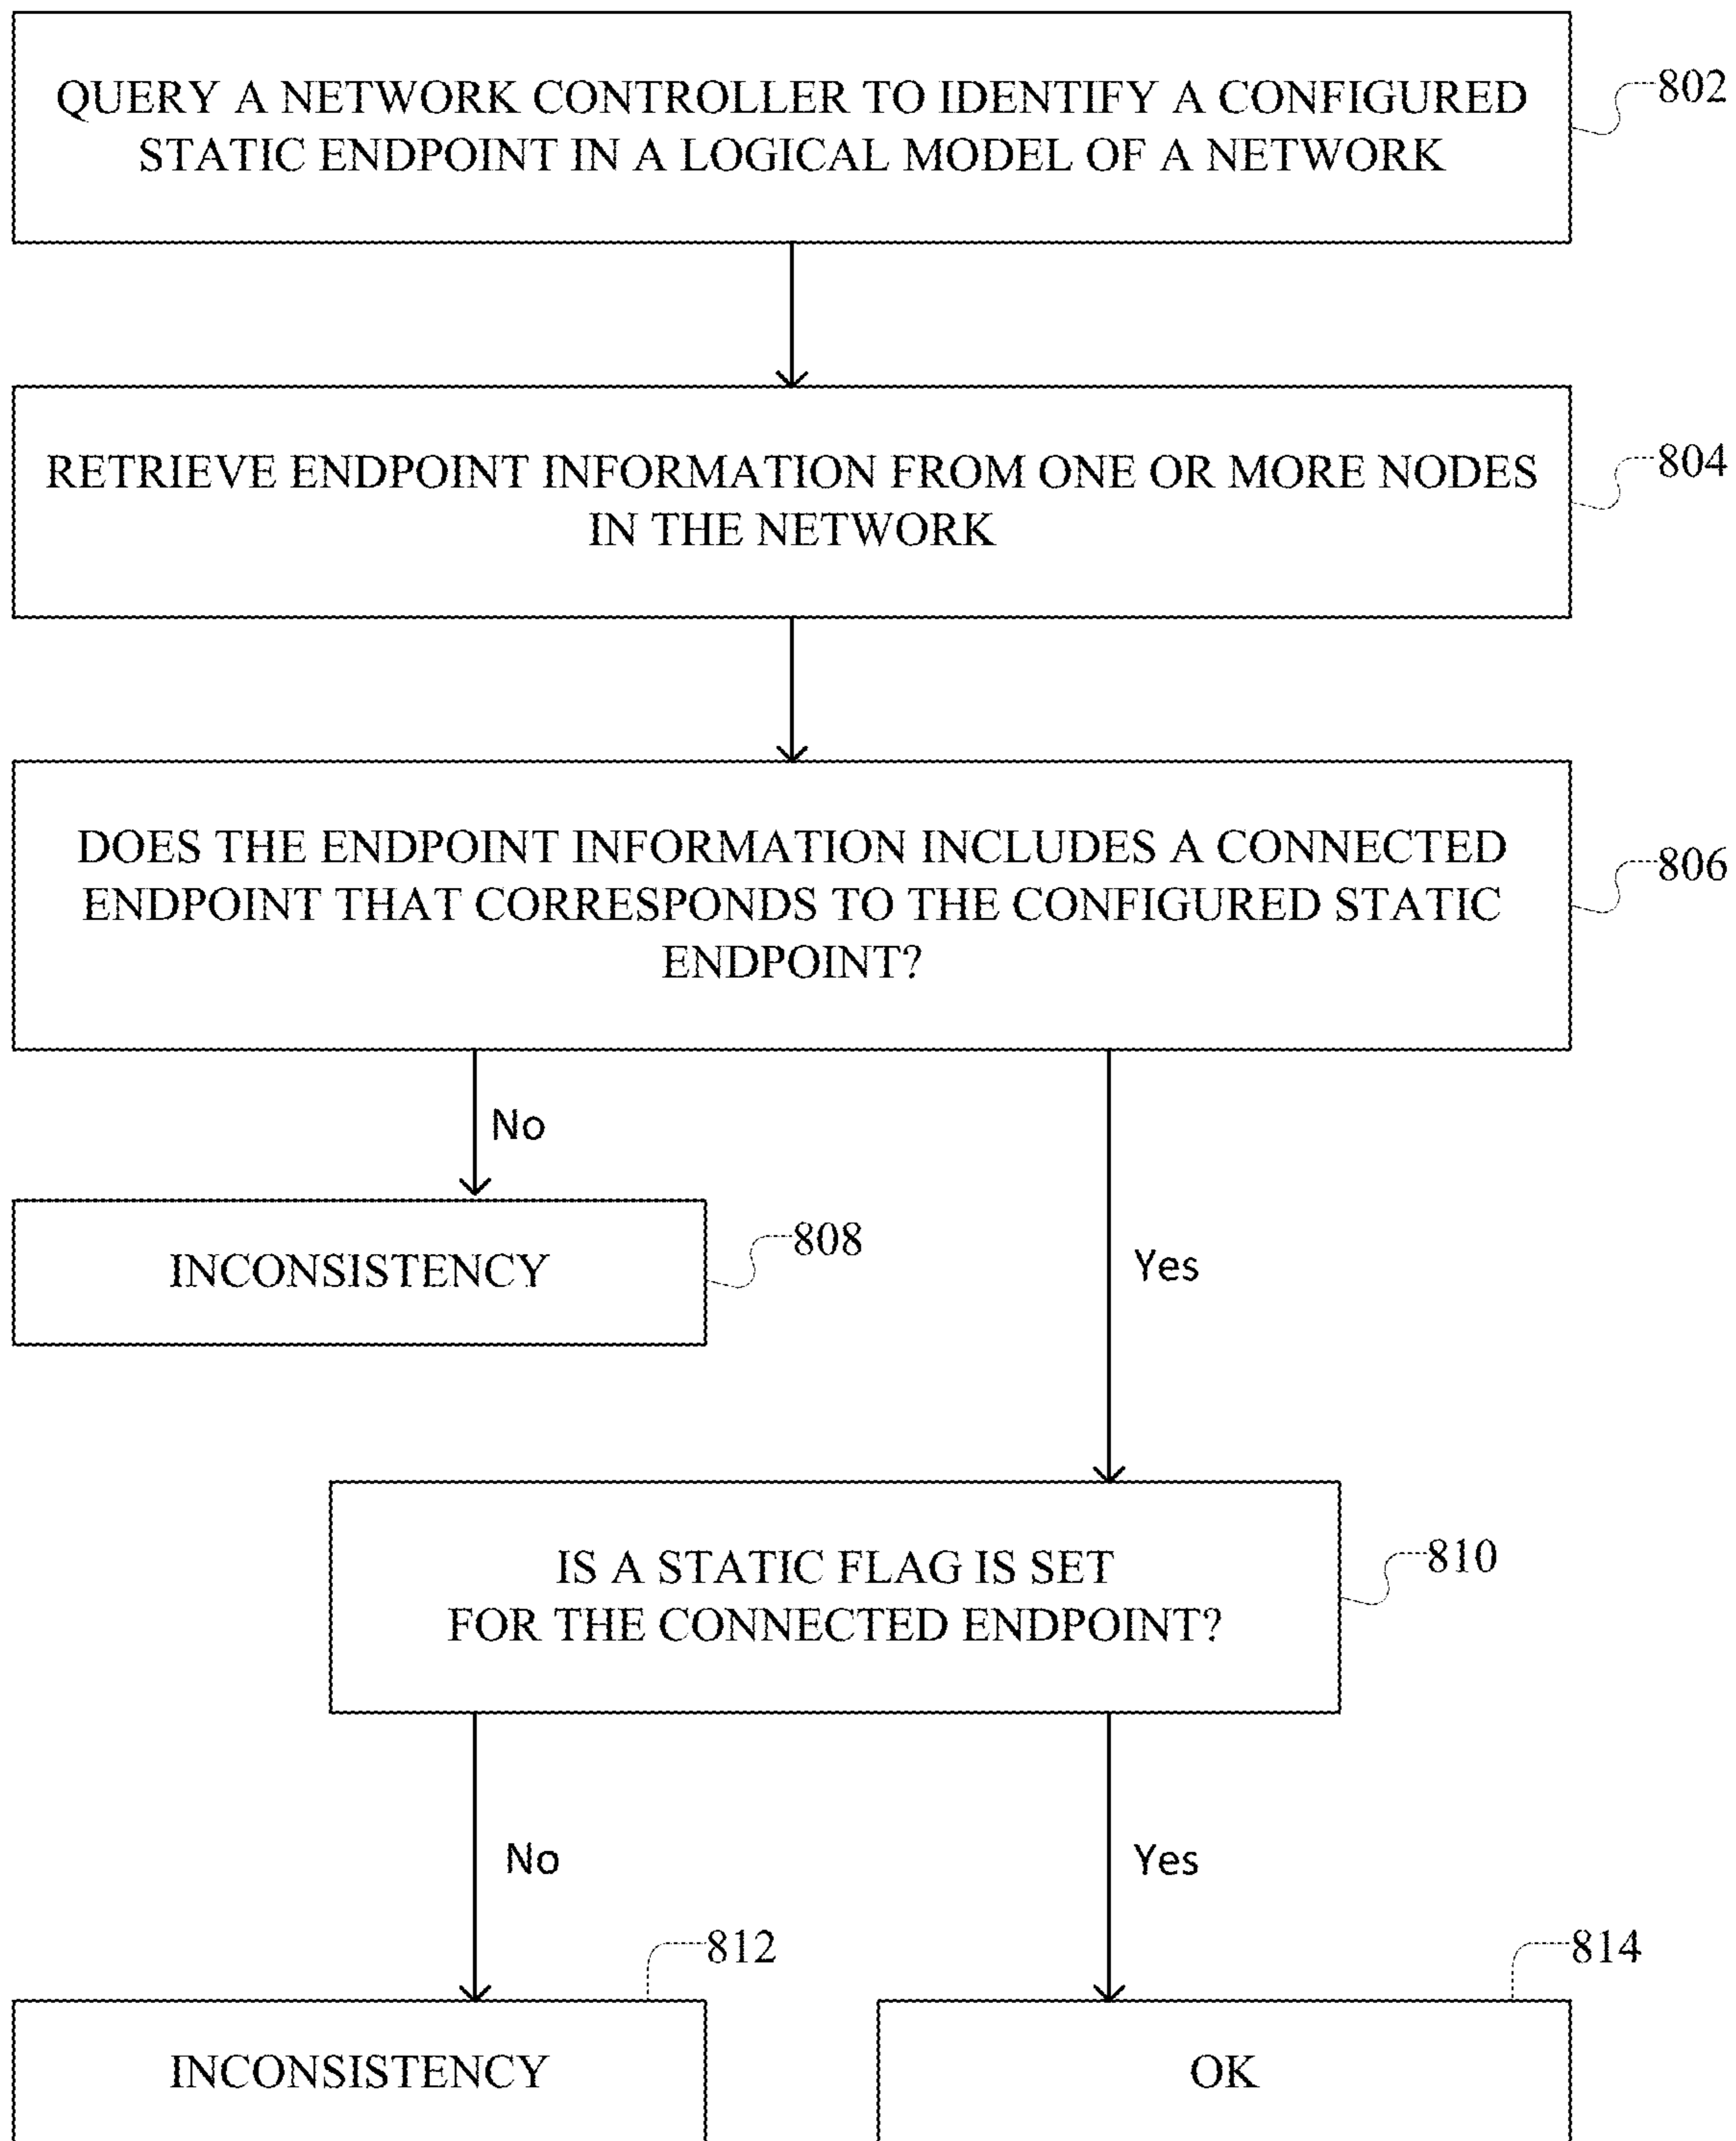 QUERY A NETWORK CONTROLLER TO IDENTIFY A CONFIGURED
STATIC ENDPOINT IN A LOGICAL MODEL OF A NETWORK
802
RETRIEVE ENDPOINT INFORMATION FROM ONE OR MORE NODES
IN THE NETWORK
804
DOES THE ENDPOINT INFORMATION INCLUDES A CONNECTED
ENDPOINT THAT CORRESPONDS TO THE CONFIGURED STATIC
ENDPOINT?
806
No
INCONSISTENCY
808
Yes
IS A STATIC FLAG IS SET
FOR THE CONNECTED ENDPOINT?
810
No
Yes
812
814
INCONSISTENCY
OK